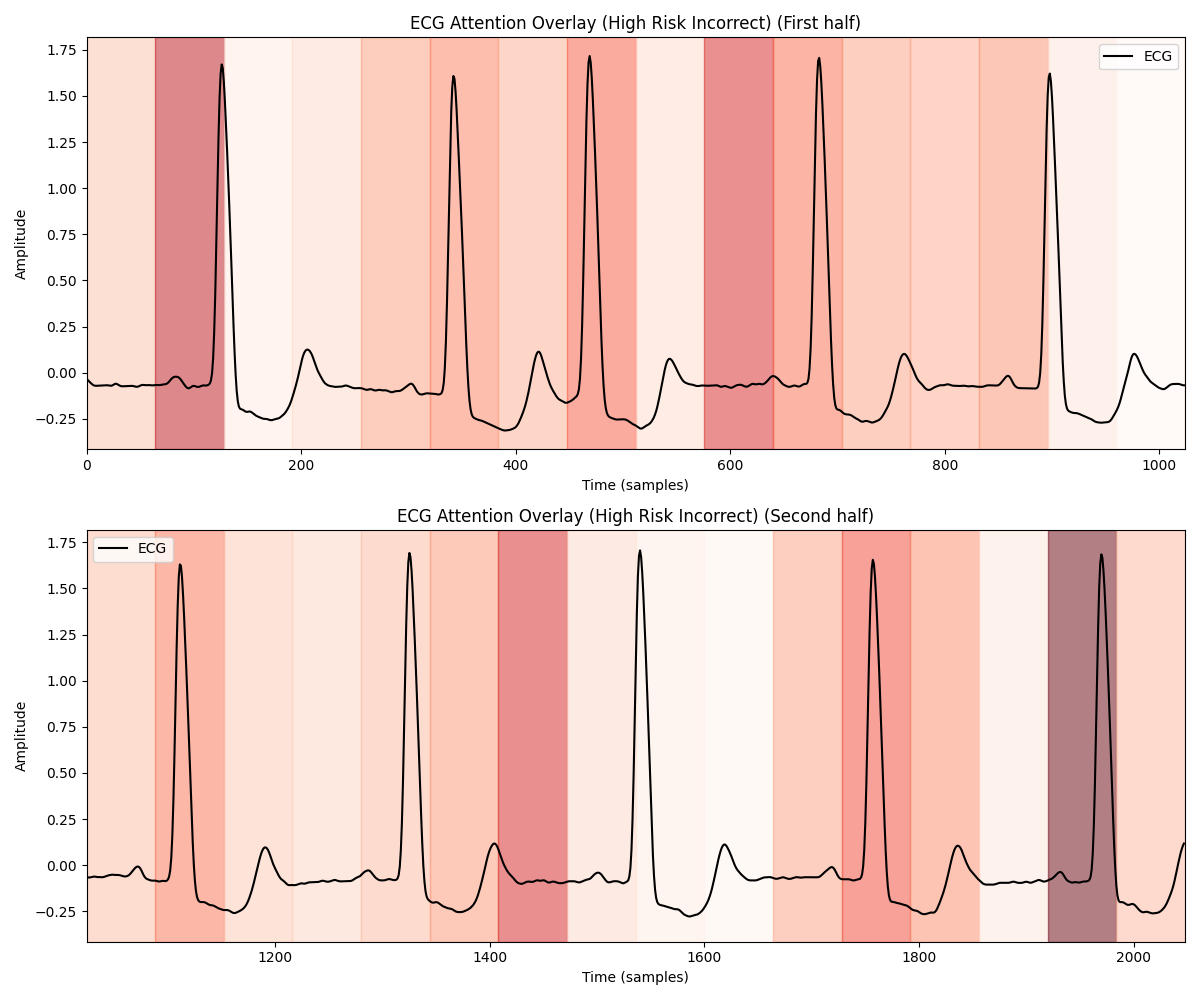 ECG Attention Overlay (High Risk Incorrect) (First half)
1.75
1.50
1.25
1.00
0.75
0.50
0.25
0.00
−0.25
Amplitude
ECG
0 200 400 600 800 1000
Time (samples)
ECG Attention Overlay (High Risk Incorrect) (Second half)
1.75
1.50
1.25
1.00
0.75
0.50
0.25
0.00
−0.25
Amplitude
ECG
1200 1400 1600 1800 2000
Time (samples)